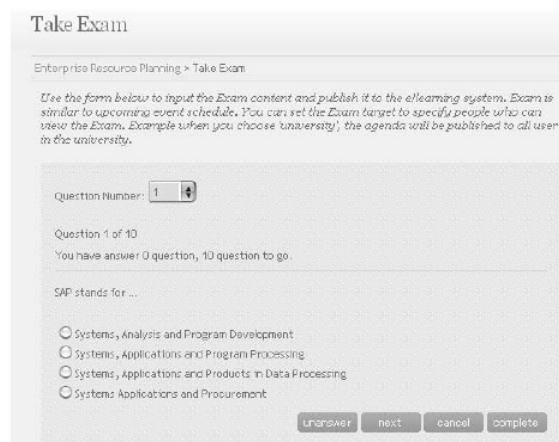 Take Exam
Enterprise Resource Planning > Take Exam
Use the form below to input the Exam content and publish it to the elearning system. Exam is
similar to upcoming event schedule. You can set the Exam target to specify people who can
view the Exam. Example when you choose 'university', the agenda will be published to all user
in the university.
Question Number: 1
Question 1 of 10
You have answer 0 question, 10 question to go.
SAP stands for ...
Systems, Analysis and Program Development
Systems, Applications and Program Processing
Systems, Applications and Products in Data Processing
Systems Applications and Procurement
unanswer next cancel complete